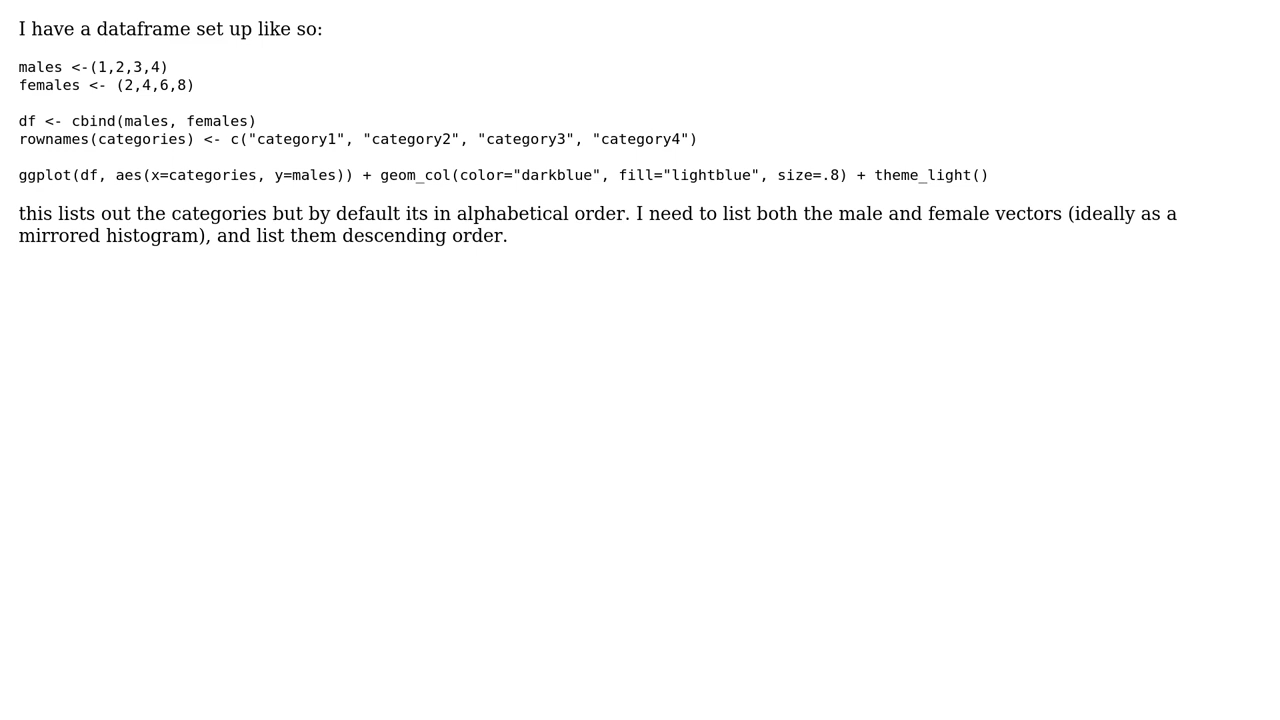 I have a dataframe set up like so:
males <-(1,2,3,4)
females <- (2,4,6,8)
df <- cbind(males, females)
rownames(categories) <- c("category1", "category2", "category3", "category4")
ggplot(df, aes(x=categories, y=males)) + geom_col(color="darkblue", fill="lightblue", size=.8) + theme_light()
this lists out the categories but by default its in alphabetical order. I need to list both the male and female vectors (ideally as a
mirrored histogram), and list them descending order.